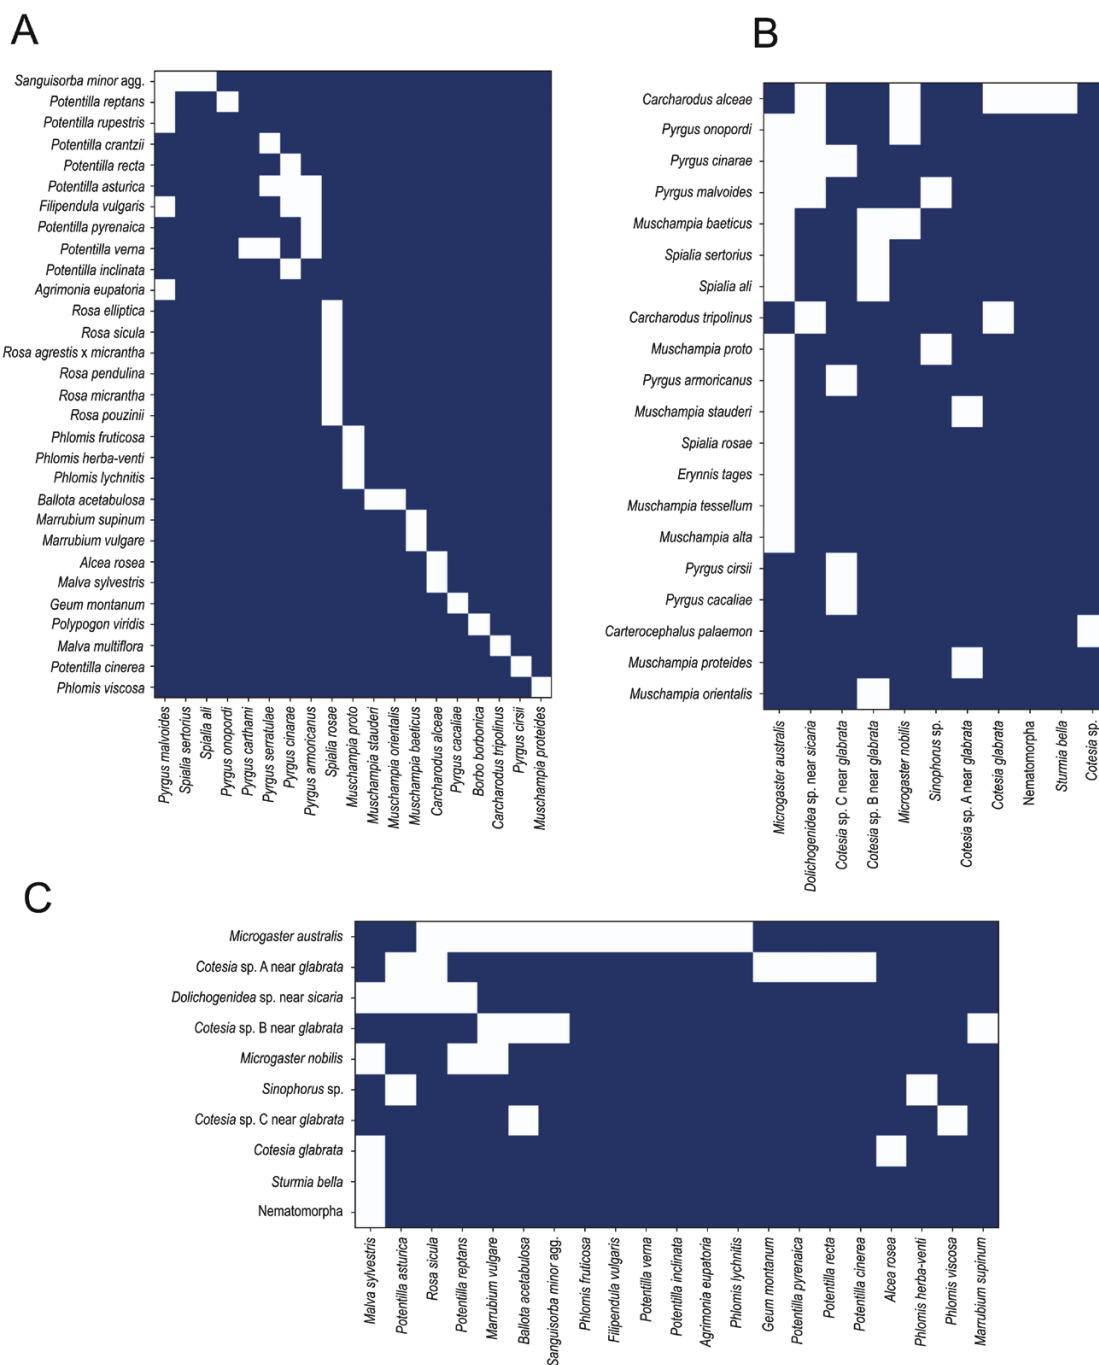 A
Sanguisorba minor agg.
Potentilla reptans
Potentilla rupestris
Potentilla crantzii
Potentilla recta
Potentilla asturica
Filipendula vulgaris
Potentilla pyrenaica
Potentilla verna
Potentilla inclinata
Agrimonia eupatoria
Rosa elliptica
Rosa sicula
Rosa agrestis x micrantha
Rosa pendulina
Rosa micrantha
Rosa pouzinii
Phlomis fruticosa
Phlomis herba-venti
Phlomis lychnitis
Ballota acetabulosa
Marrubium supinum
Marrubium vulgare
Alcea rosea
Malva sylvestris
Geum montanum
Polypogon viridis
Malva multiflora
Potentilla cinerea
Phlomis viscosa
Pyrgus malvoides
Spialia sertorius
Spialia ali
Pyrgus onopordi
Pyrgus carthami
Pyrgus serratulae
Pyrgus cinarae
Pyrgus armoricanus
Spialia rosae
Muschampia proto
Muschampia stauderi
Muschampia orientalis
Muschampia baeticus
Carcharodus alceae
Pyrgus cacaliae
Borbo borbonica
Carcharodus tripolinus
Pyrgus cirsii
Muschampia proteides
B
Carcharodus alceae
Pyrgus onopordi
Pyrgus cinarae
Pyrgus malvoides
Muschampia baeticus
Spialia sertorius
Spialia ali
Carcharodus tripolinus
Muschampia proto
Pyrgus armoricanus
Muschampia stauderi
Spialia rosae
Erynnis tages
Muschampia tessellum
Muschampia alta
Pyrgus cirsii
Pyrgus cacaliae
Carterocephalus palaemon
Muschampia proteides
Muschampia orientalis
Microgaster australis
Dolichogenidea sp. near sicaria
Cotesia sp. C near glabrata
Cotesia sp. B near glabrata
Microgaster nobilis
Sinophorus sp.
Cotesia sp. A near glabrata
Cotesia glabrata
Nematomorpha
Sturmia bella
Cotesia sp.
C
Microgaster australis
Cotesia sp. A near glabrata
Dolichogenidea sp. near sicaria
Cotesia sp. B near glabrata
Microgaster nobilis
Sinophorus sp.
Cotesia sp. C near glabrata
Cotesia glabrata
Sturmia bella
Nematomorpha
Malva sylvestris
Potentilla asturica
Rosa sicula
Potentilla reptans
Marrubium vulgare
Ballota acetabulosa
Sanguisorba minor agg.
Phlomis fruticosa
Filipendula vulgaris
Potentilla verna
Potentilla inclinata
Agrimonia eupatoria
Phlomis lychnitis
Geum montanum
Potentilla pyrenaica
Potentilla recta
Potentilla cinerea
Alcea rosea
Phlomis herba-venti
Phlomis viscosa
Marrubium supinum